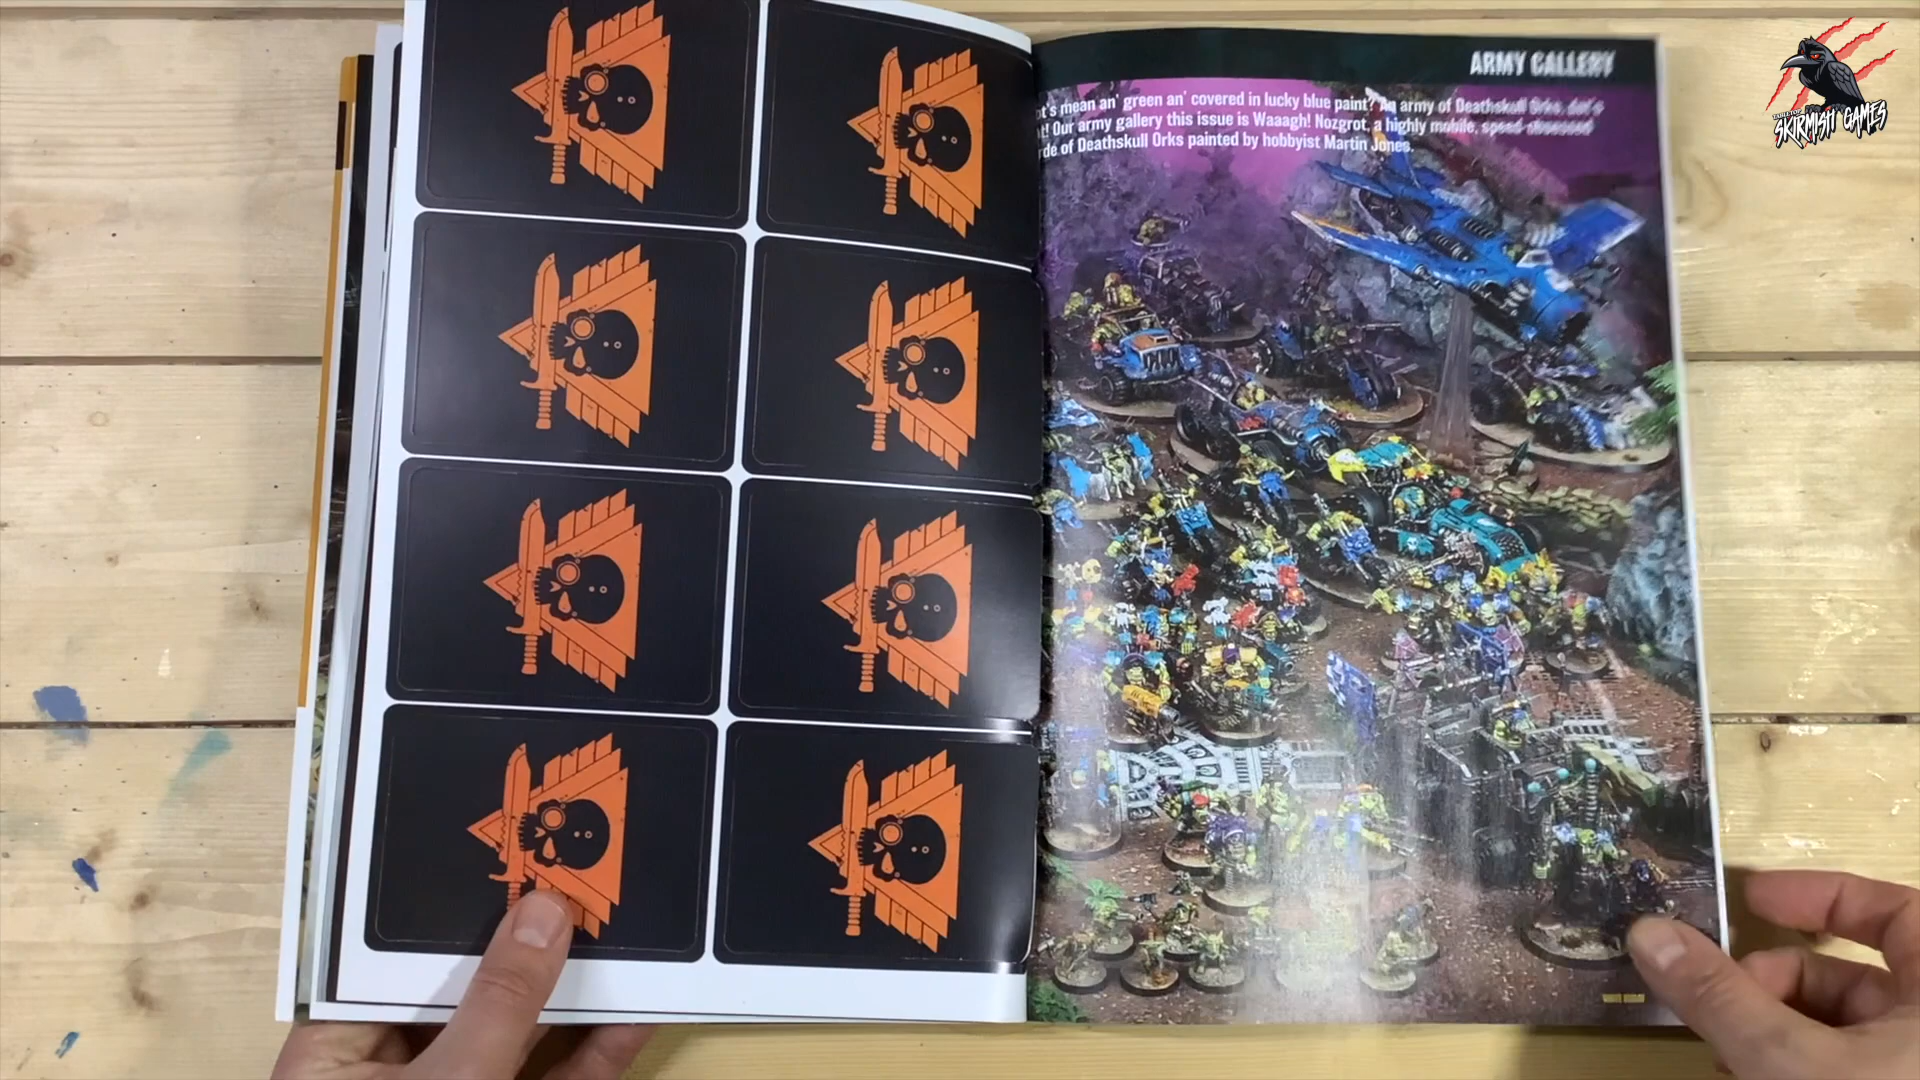 ARMY GALLERY
t's mean an' green an' covered in lucky blue paint? An army of Deathskull Orks, dat's
t! Our army gallery this issue is Waaagh! Nozgrot, a highly mobile, speed-obsessed
rde of Deathskull Orks painted by hobbyist Martin Jones.
SKIRMISH GAMES